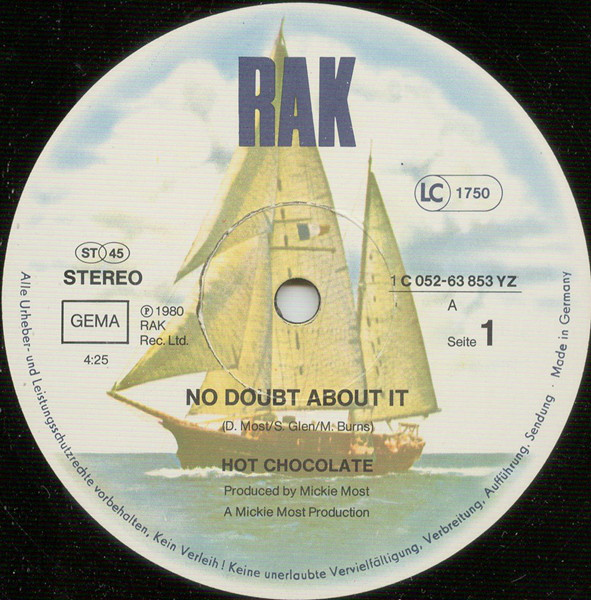 RAK
LC 1750
ST 45
STEREO
GEMA
℗ 1980
RAK
Rec. Ltd.
4:25
1 C 052-63 853 YZ
A
Seite 1
NO DOUBT ABOUT IT
(D. Most/S. Glen/M. Burns)
HOT CHOCOLATE
Produced by Mickie Most
A Mickie Most Production
Alle Urheber- und Leistungsschutzrechte vorbehalten, Kein Verleih! Keine unerlaubte Vervielfältigung, Verbreitung, Aufführung, Sendung · Made in Germany